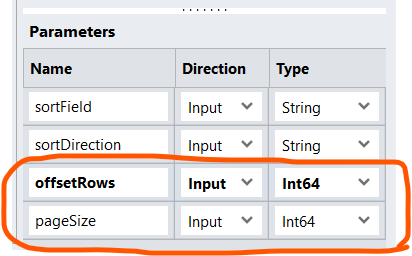 Parameters
Name Direction Type
sortField Input String
sortDirection Input String
offsetRows Input Int64
pageSize Input Int64